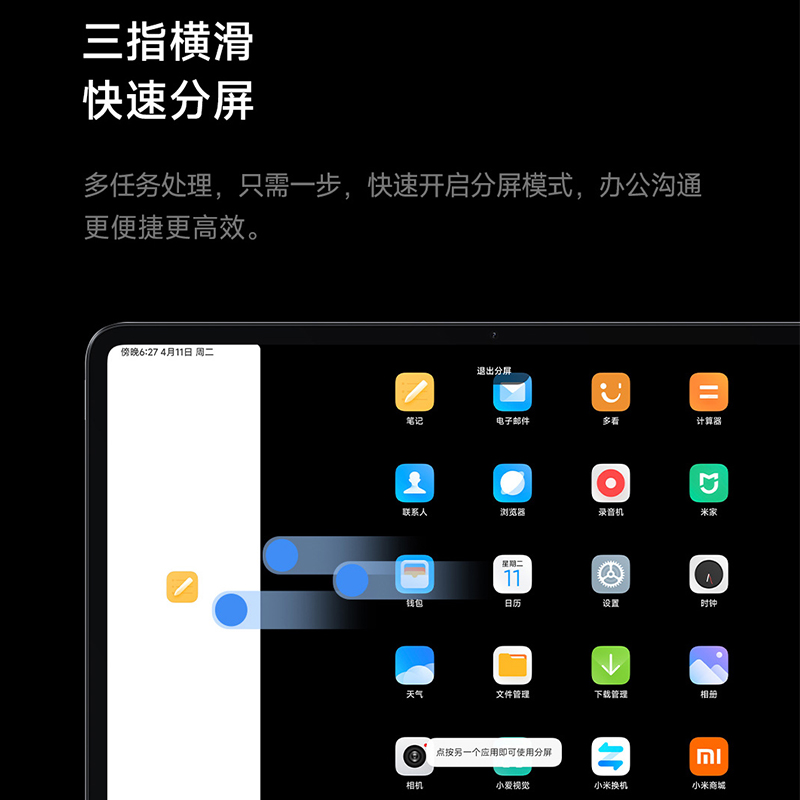 三指横滑
快速分屏
多任务处理，只需一步，快速开启分屏模式，办公沟通
更便捷更高效。
傍晚6:27 4月11日 周二
退出分屏
笔记 电子邮件 多看 计算器
联系人 浏览器 录音机 米家
星期二
11
钱包 日历 设置 时钟
天气 文件管理 下载管理 相册
点按另一个应用即可使用分屏
mi
相机 小爱视觉 小米换机 小米商城